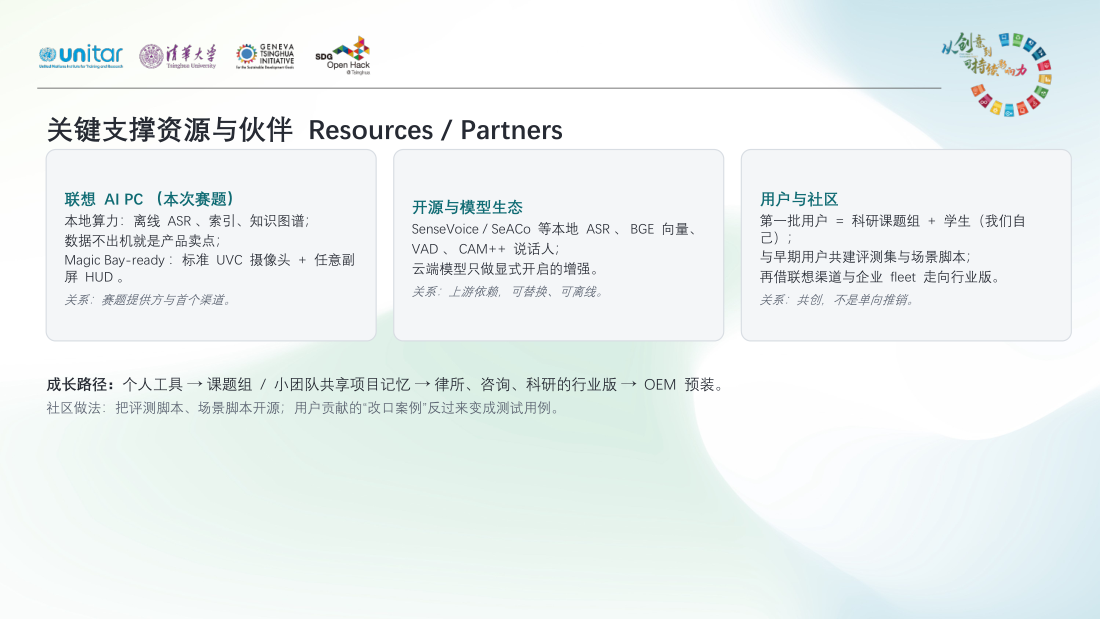 unitar
United Nations Institute for Training and Research
清华大学
Tsinghua University
GENEVA
TSINGHUA
INITIATIVE
for the Sustainable Development Goals
SDG
Open Hack
@Tsinghua
从创意到
可持续影响力
关键支撑资源与伙伴 Resources / Partners
联想 AI PC （本次赛题）
本地算力：离线 ASR 、索引、知识图谱；
数据不出机就是产品卖点；
Magic Bay-ready ：标准 UVC 摄像头 + 任意副
屏 HUD 。
关系：赛题提供方与首个渠道。
开源与模型生态
SenseVoice / SeACo 等本地 ASR 、 BGE 向量、
VAD 、 CAM++ 说话人；
云端模型只做显式开启的增强。
关系：上游依赖，可替换、可离线。
用户与社区
第一批用户 = 科研课题组 + 学生（我们自
己）；
与早期用户共建评测集与场景脚本；
再借联想渠道与企业 fleet 走向行业版。
关系：共创，不是单向推销。
成长路径：个人工具 → 课题组 / 小团队共享项目记忆 → 律所、咨询、科研的行业版 → OEM 预装。
社区做法：把评测脚本、场景脚本开源；用户贡献的“改口案例”反过来变成测试用例。